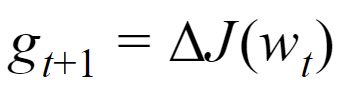 g_{t+1} = ΔJ(w_t)